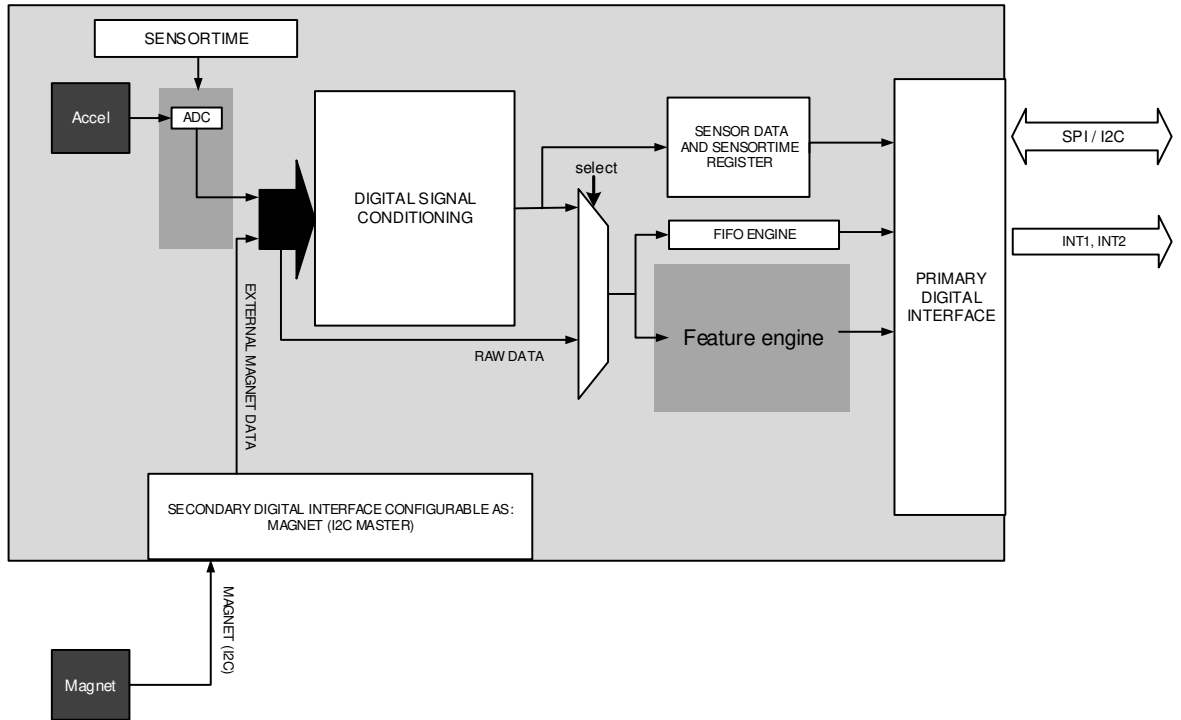 SENSORTIME
Accel
ADC
DIGITAL SIGNAL
CONDITIONING
SENSOR DATA
AND SENSORTIME
REGISTER
select
FIFO ENGINE
Feature engine
PRIMARY
DIGITAL
INTERFACE
SPI / I2C
INT1, INT2
RAW DATA
EXTERNAL MAGNET DATA
SECONDARY DIGITAL INTERFACE CONFIGURABLE AS:
MAGNET (I2C MASTER)
MAGNET (I2C)
Magnet